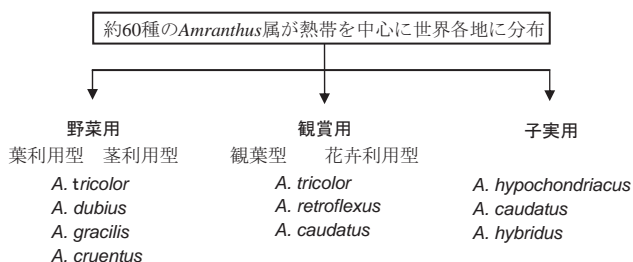 約60種のAmranthus属が熱帯を中心に世界各地に分布
野菜用
葉利用型 茎利用型
A. tricolor
A. dubius
A. gracilis
A. cruentus
観賞用
観葉型 花卉利用型
A. tricolor
A. retroflexus
A. caudatus
子実用
A. hypochondriacus
A. caudatus
A. hybridus